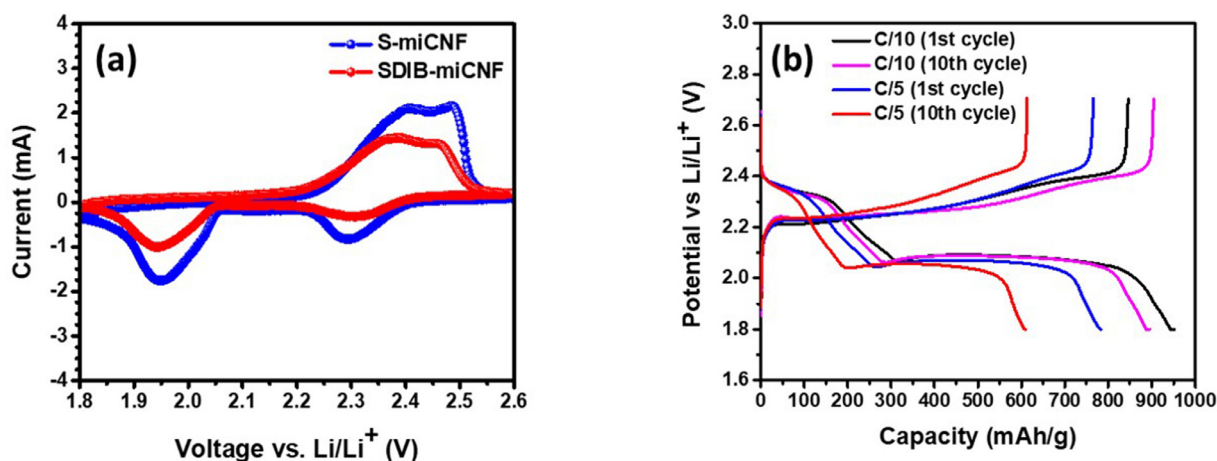 (a)
S-miCNF
SDIB-miCNF
4
3
2
1
0
-1
-2
-3
-4
Current (mA)
1.8 1.9 2.0 2.1 2.2 2.3 2.4 2.5 2.6
Voltage vs. Li/Li⁺ (V)
(b)
C/10 (1st cycle)
C/10 (10th cycle)
C/5 (1st cycle)
C/5 (10th cycle)
3.0
2.8
2.6
2.4
2.2
2.0
1.8
1.6
Potential vs Li/Li⁺ (V)
0 100 200 300 400 500 600 700 800 900 1000
Capacity (mAh/g)